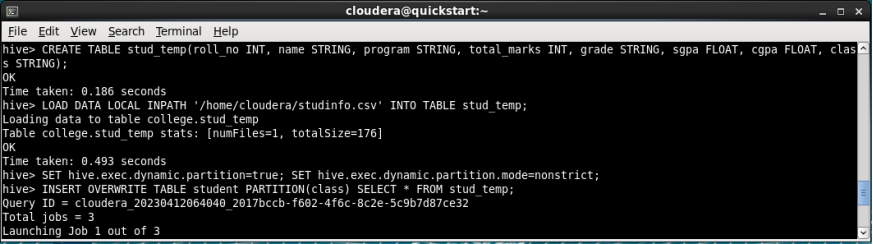 cloudera@quickstart:~
File Edit View Search Terminal Help
hive> CREATE TABLE stud_temp(roll_no INT, name STRING, program STRING, total_marks INT, grade STRING, sgpa FLOAT, cgpa FLOAT, clas
s STRING);
OK
Time taken: 0.186 seconds
hive> LOAD DATA LOCAL INPATH '/home/cloudera/studinfo.csv' INTO TABLE stud_temp;
Loading data to table college.stud_temp
Table college.stud_temp stats: [numFiles=1, totalSize=176]
OK
Time taken: 0.493 seconds
hive> SET hive.exec.dynamic.partition=true; SET hive.exec.dynamic.partition.mode=nonstrict;
hive> INSERT OVERWRITE TABLE student PARTITION(class) SELECT * FROM stud_temp;
Query ID = cloudera_20230412064040_2017bccb-f602-4f6c-8c2e-5c9b7d87ce32
Total jobs = 3
Launching Job 1 out of 3